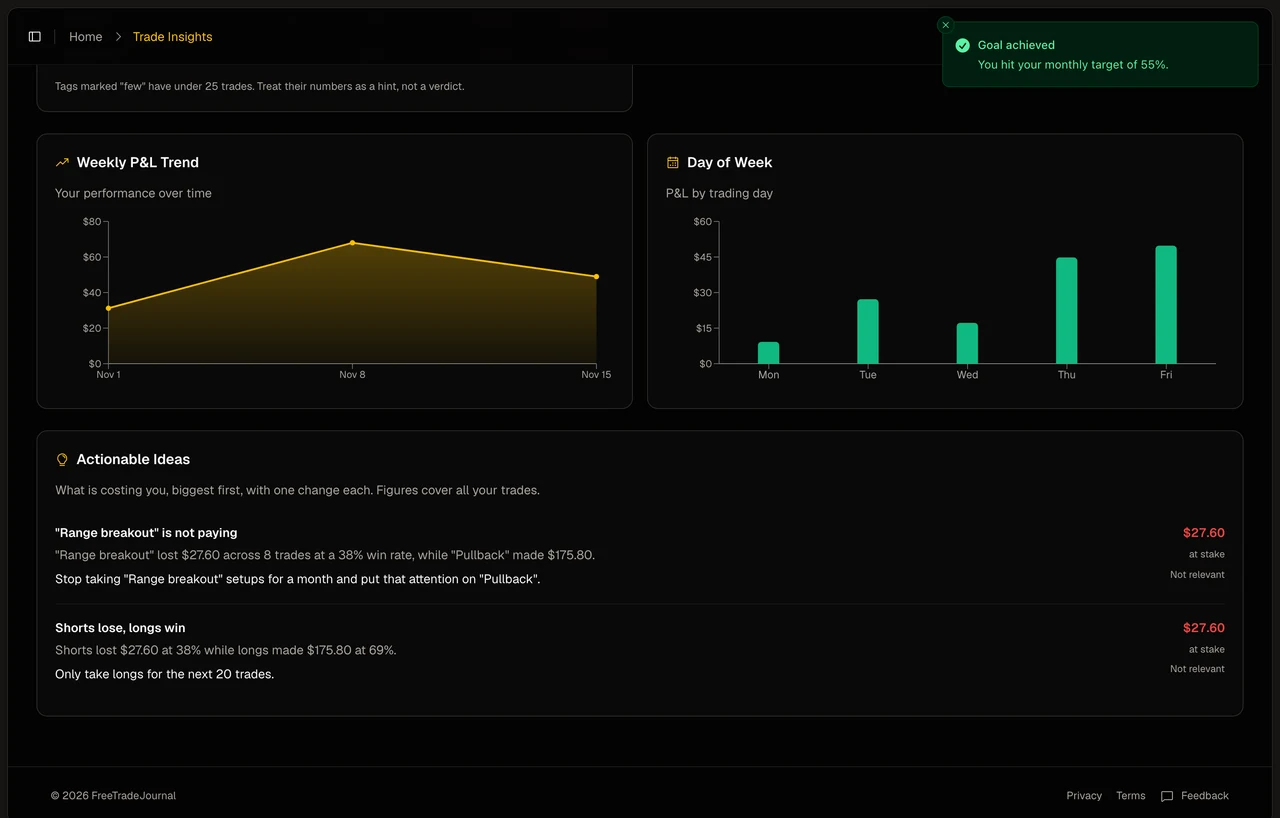 Home
Trade Insights
Goal achieved
You hit your monthly target of 55%.
Tags marked "few" have under 25 trades. Treat their numbers as a hint, not a verdict.
Weekly P&L Trend
Your performance over time
$80
$60
$40
$20
$0
Nov 1
Nov 8
Nov 15
Day of Week
P&L by trading day
$60
$45
$30
$15
$0
Mon
Tue
Wed
Thu
Fri
Actionable Ideas
What is costing you, biggest first, with one change each. Figures cover all your trades.
"Range breakout" is not paying
$27.60
"Range breakout" lost $27.60 across 8 trades at a 38% win rate, while "Pullback" made $175.80.
at stake
Stop taking "Range breakout" setups for a month and put that attention on "Pullback".
Not relevant
Shorts lose, longs win
$27.60
Shorts lost $27.60 at 38% while longs made $175.80 at 69%.
at stake
Only take longs for the next 20 trades.
Not relevant
© 2026 FreeTradeJournal
Privacy
Terms
Feedback